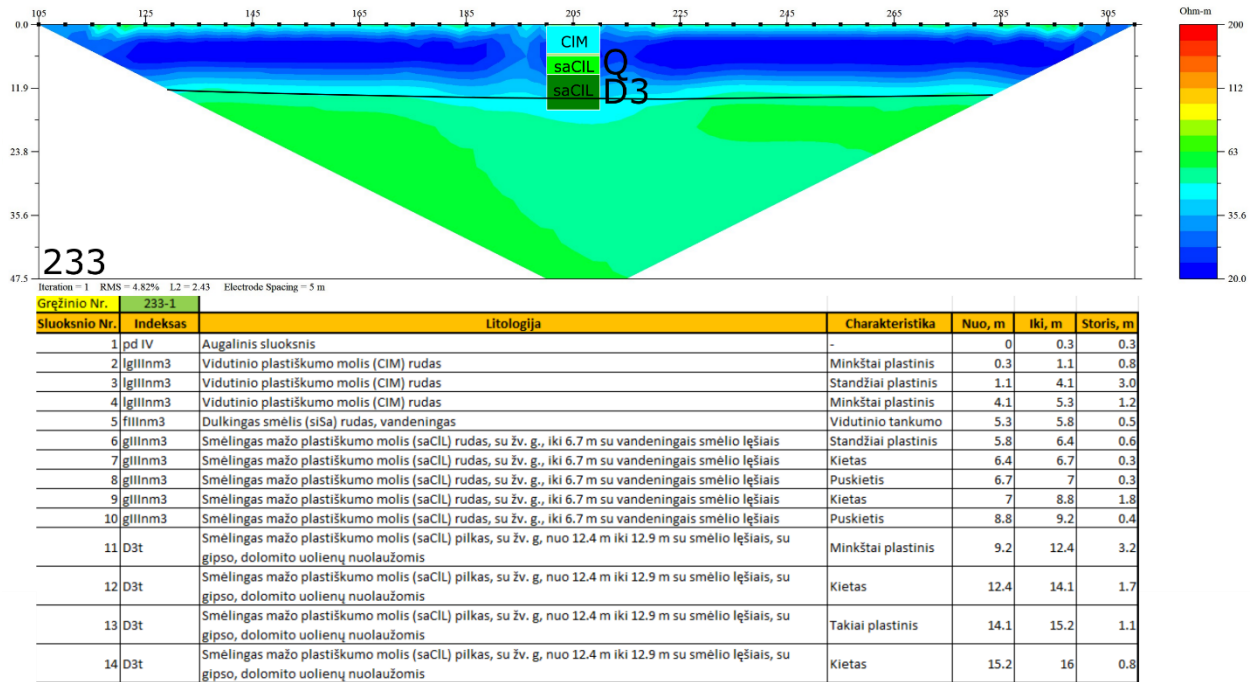 105 125 145 165 185 205 225 245 265 285 305
Ohm-m
0.0
11.9
23.8
35.6
47.5
CIM
saCIL
saCIL
Q
D3
200
112
63
35.6
20.0
233
Iteration = 1 RMS = 4.82% L2 = 2.43 Electrode Spacing = 5 m
Gręžinio Nr. 233-1
Sluoksnio Nr. Indeksas Litologija Charakteristika Nuo, m Iki, m Storis, m
1 pd IV Augalinis sluoksnis - 0 0.3 0.3
2 lgIIInm3 Vidutinio plastiškumo molis (CIM) rudas Minkštai plastinis 0.3 1.1 0.8
3 lgIIInm3 Vidutinio plastiškumo molis (CIM) rudas Standžiai plastinis 1.1 4.1 3.0
4 lgIIInm3 Vidutinio plastiškumo molis (CIM) rudas Minkštai plastinis 4.1 5.3 1.2
5 fIIInm3 Dulkingas smėlis (siSa) rudas, vandeningas Vidutinio tankumo 5.3 5.8 0.5
6 gIIInm3 Smėlingas mažo plastiškumo molis (saClL) rudas, su žv. g., iki 6.7 m su vandeningais smėlio lęšiais Standžiai plastinis 5.8 6.4 0.6
7 gIIInm3 Smėlingas mažo plastiškumo molis (saClL) rudas, su žv. g., iki 6.7 m su vandeningais smėlio lęšiais Kietas 6.4 6.7 0.3
8 gIIInm3 Smėlingas mažo plastiškumo molis (saClL) rudas, su žv. g., iki 6.7 m su vandeningais smėlio lęšiais Puskietis 6.7 7 0.3
9 gIIInm3 Smėlingas mažo plastiškumo molis (saClL) rudas, su žv. g., iki 6.7 m su vandeningais smėlio lęšiais Kietas 7 8.8 1.8
10 gIIInm3 Smėlingas mažo plastiškumo molis (saClL) rudas, su žv. g., iki 6.7 m su vandeningais smėlio lęšiais Puskietis 8.8 9.2 0.4
11 D3t Smėlingas mažo plastiškumo molis (saClL) pilkas, su žv. g, nuo 12.4 m iki 12.9 m su smėlio lęšiais, su
gipso, dolomito uolienų nuolaužomis Minkštai plastinis 9.2 12.4 3.2
12 D3t Smėlingas mažo plastiškumo molis (saClL) pilkas, su žv. g, nuo 12.4 m iki 12.9 m su smėlio lęšiais, su
gipso, dolomito uolienų nuolaužomis Kietas 12.4 14.1 1.7
13 D3t Smėlingas mažo plastiškumo molis (saClL) pilkas, su žv. g, nuo 12.4 m iki 12.9 m su smėlio lęšiais, su
gipso, dolomito uolienų nuolaužomis Takiai plastinis 14.1 15.2 1.1
14 D3t Smėlingas mažo plastiškumo molis (saClL) pilkas, su žv. g, nuo 12.4 m iki 12.9 m su smėlio lęšiais, su
gipso, dolomito uolienų nuolaužomis Kietas 15.2 16 0.8